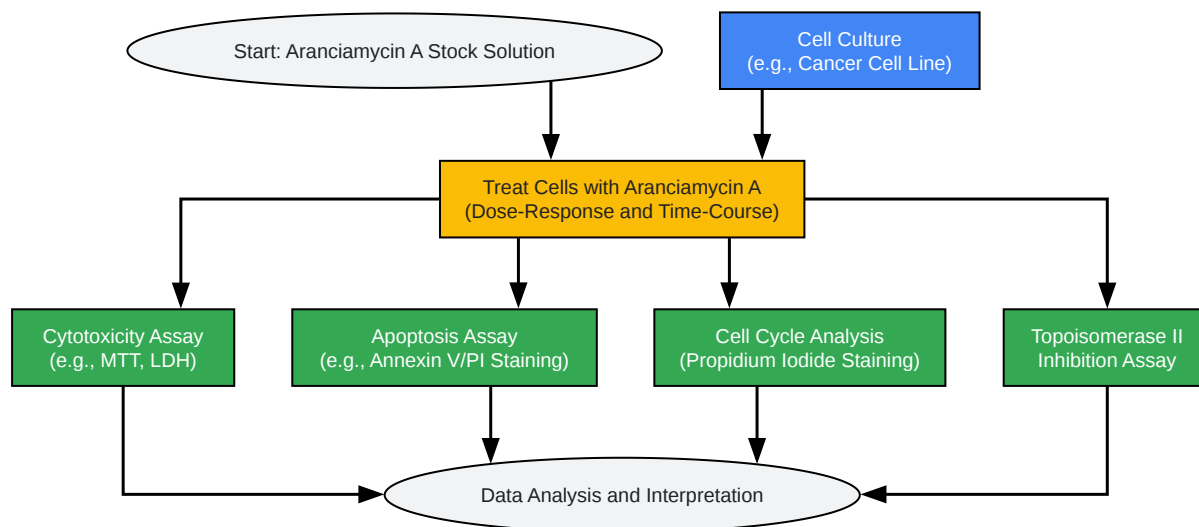 Start: Aranciamycin A Stock Solution
Cell Culture
(e.g., Cancer Cell Line)
Treat Cells with Aranciamycin A
(Dose-Response and Time-Course)
Cytotoxicity Assay
(e.g., MTT, LDH)
Apoptosis Assay
(e.g., Annexin V/PI Staining)
Cell Cycle Analysis
(Propidium Iodide Staining)
Topoisomerase II
Inhibition Assay
Data Analysis and Interpretation